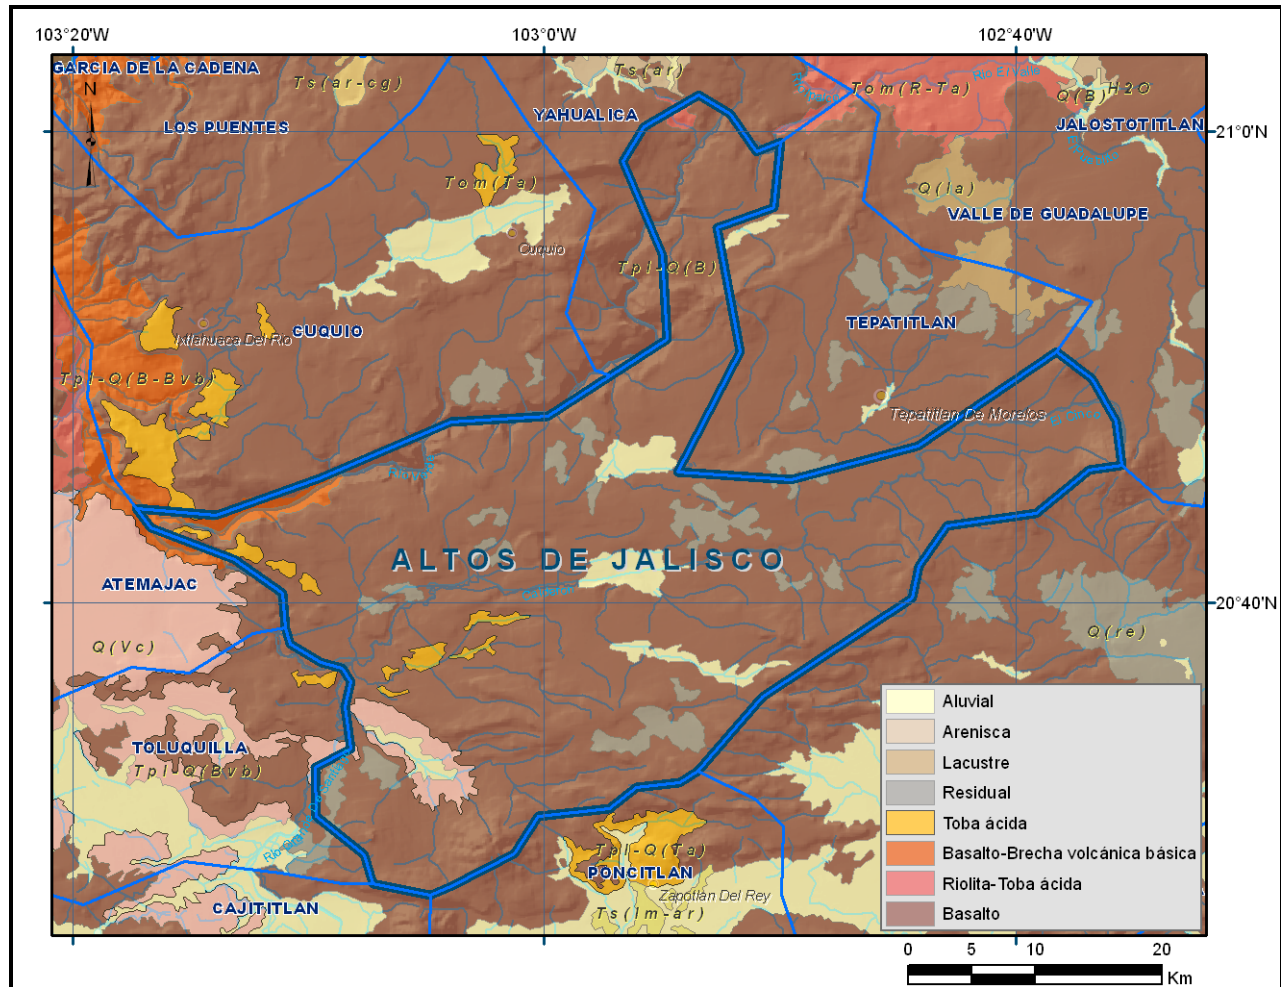 103°20'W
103°0'W
102°40'W
GARCIA DE LA CADENA
N
Ts(ar-cg)
Ts(ar)
Tom(R-Ta)
Q(B)
H2O
LOS PUENTES
YAHUALICA
JALOSTOTITLAN
21°0'N
Tom(Ta)
Q(la)
VALLE DE GUADALUPE
Cuquio
Tpl-Q(B)
CUQUIO
TEPATITLAN
Ixtlahuaca Del Rio
Tpl-Q(B-Bvb)
Tepatitlan De Morelos
ALTOS DE JALISCO
ATEMAJAC
20°40'N
Q(Vc)
Q(re)
TOLUQUILLA
Tpl-Q(Bvb)
Tpl-Q(Ta)
PONCITLAN
Zapotlan Del Rey
CAJITITLAN
Ts(lm-ar)
Aluvial
Arenisca
Lacustre
Residual
Toba ácida
Basalto-Brecha volcánica básica
Riolita-Toba ácida
Basalto
0 5 10 20
Km